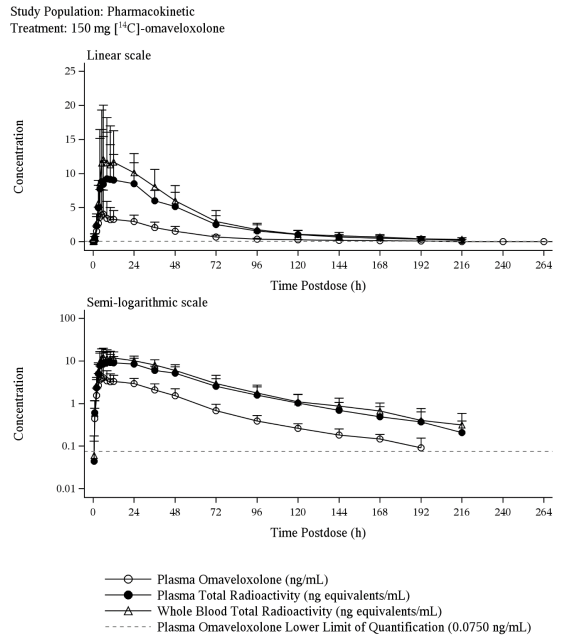 Study Population: Pharmacokinetic
Treatment: 150 mg [¹⁴C]-omaveloxolone
Linear scale
25
20
15
10
5
0
Concentration
0 24 48 72 96 120 144 168 192 216 240 264
Time Postdose (h)
Semi-logarithmic scale
100
10
1
0.1
0.01
Concentration
0 24 48 72 96 120 144 168 192 216 240 264
Time Postdose (h)
Plasma Omaveloxolone (ng/mL)
Plasma Total Radioactivity (ng equivalents/mL)
Whole Blood Total Radioactivity (ng equivalents/mL)
Plasma Omaveloxolone Lower Limit of Quantification (0.0750 ng/mL)